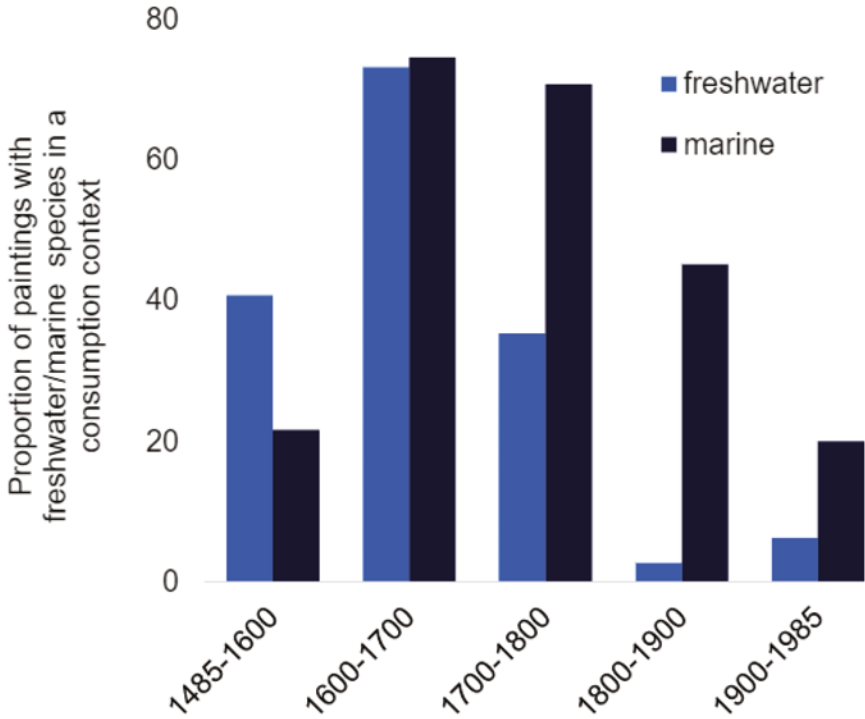 Proportion of paintings with
freshwater/marine species in a
consumption context
80
60
40
20
0
freshwater
marine
1485-1600
1600-1700
1700-1800
1800-1900
1900-1985